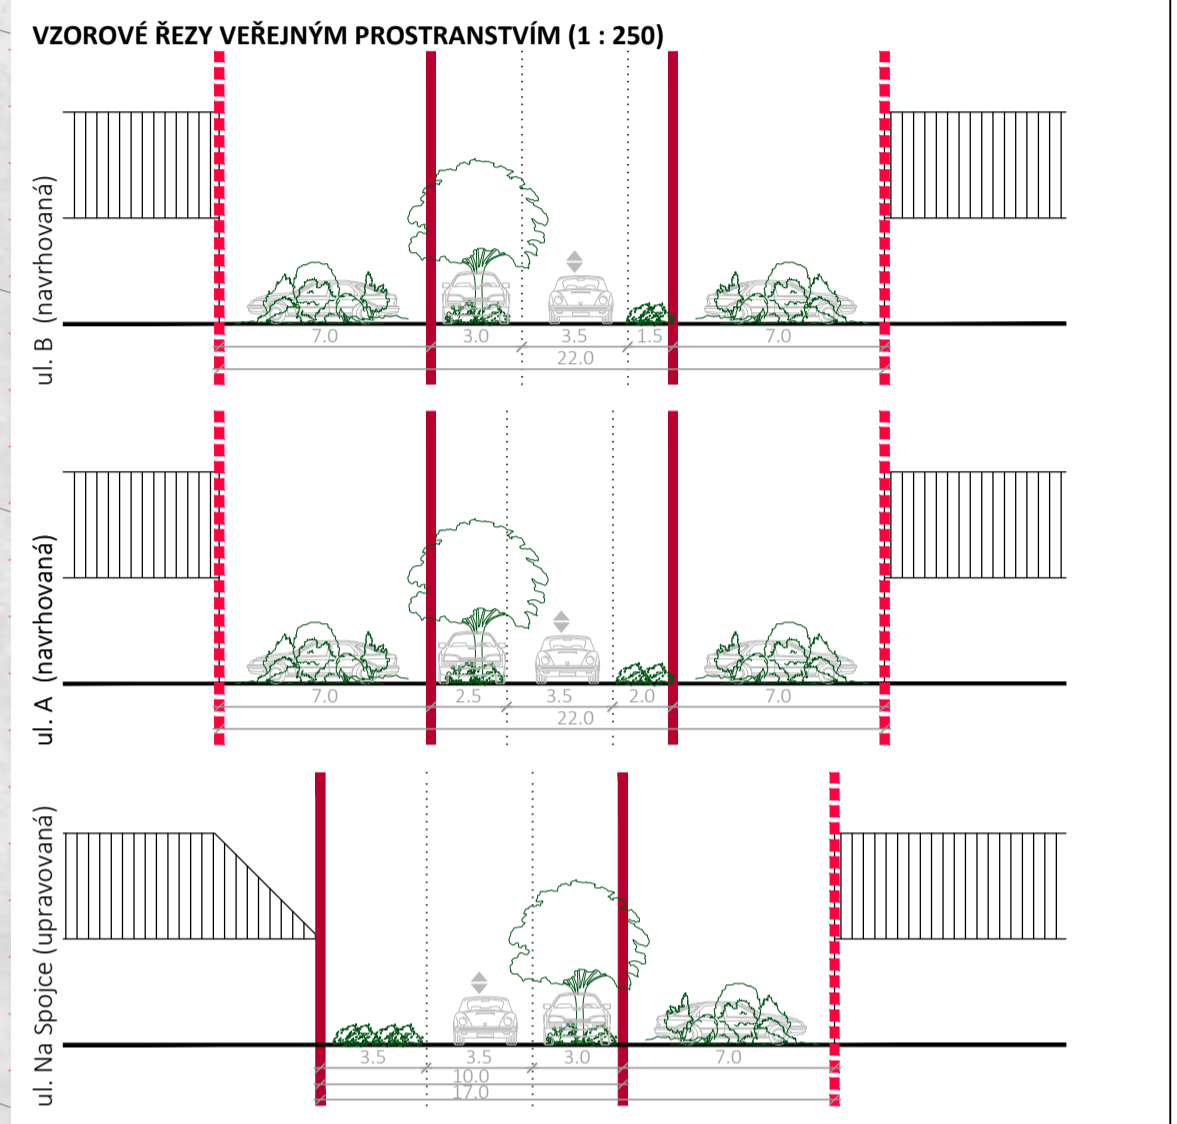 VZOROVÉ ŘEZY VEŘEJNÝM PROSTRANSTVÍM (1 : 250)
ul. B (navrhovaná)
7.0 3.0 3.5 1.5 7.0
22.0
ul. A (navrhovaná)
7.0 2.5 3.5 2.0 7.0
22.0
ul. Na Spojce (upravovaná)
3.5 3.5 3.0 7.0
10.0
17.0